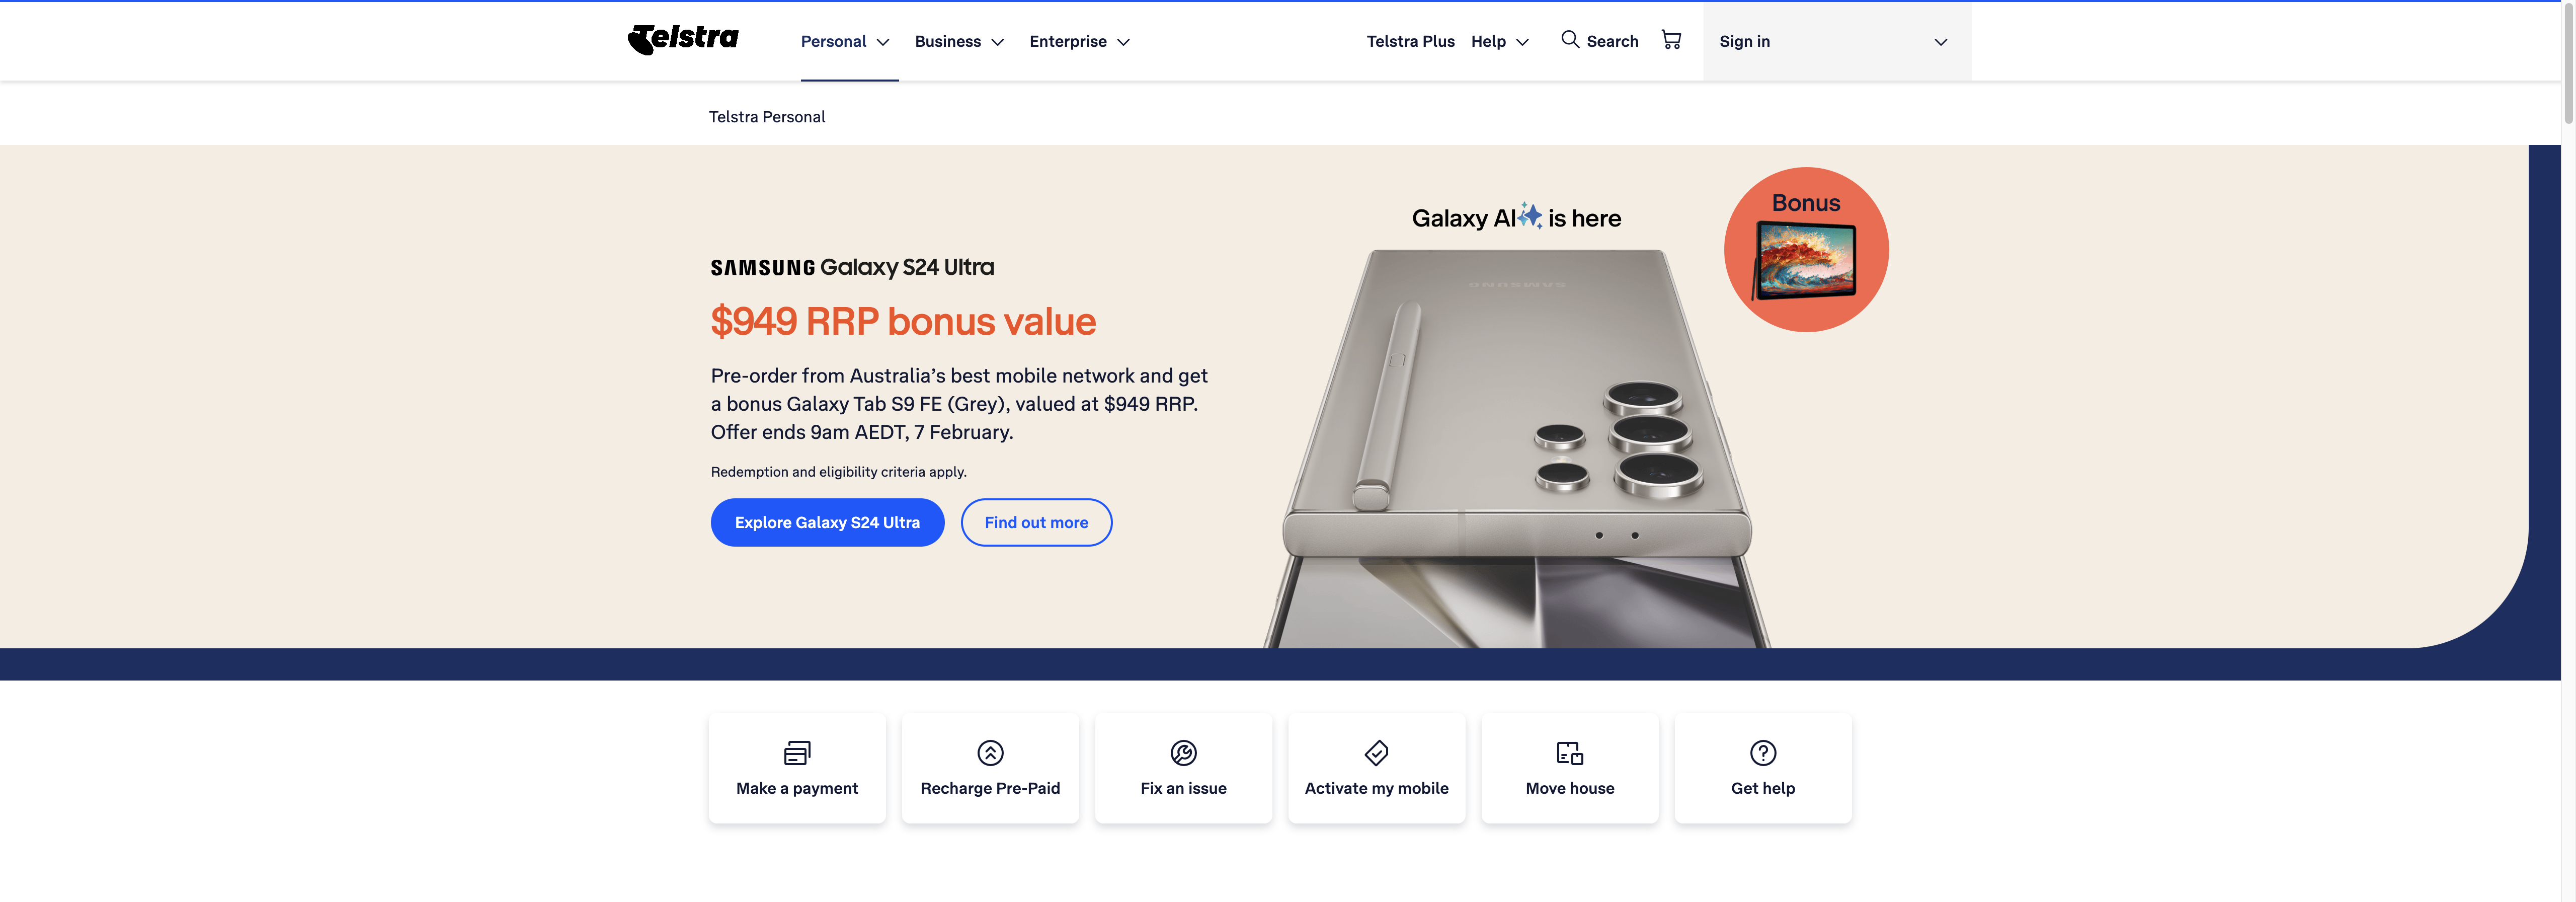 Telstra
Personal
Business
Enterprise
Telstra Plus
Help
Search
Sign in
Telstra Personal
Galaxy AI is here
Bonus
SAMSUNG Galaxy S24 Ultra
SAMSUNG
$949 RRP bonus value
Pre-order from Australia’s best mobile network and get
a bonus Galaxy Tab S9 FE (Grey), valued at $949 RRP.
Offer ends 9am AEDT, 7 February.
Redemption and eligibility criteria apply.
Explore Galaxy S24 Ultra
Find out more
Make a payment
Recharge Pre-Paid
Fix an issue
Activate my mobile
Move house
Get help